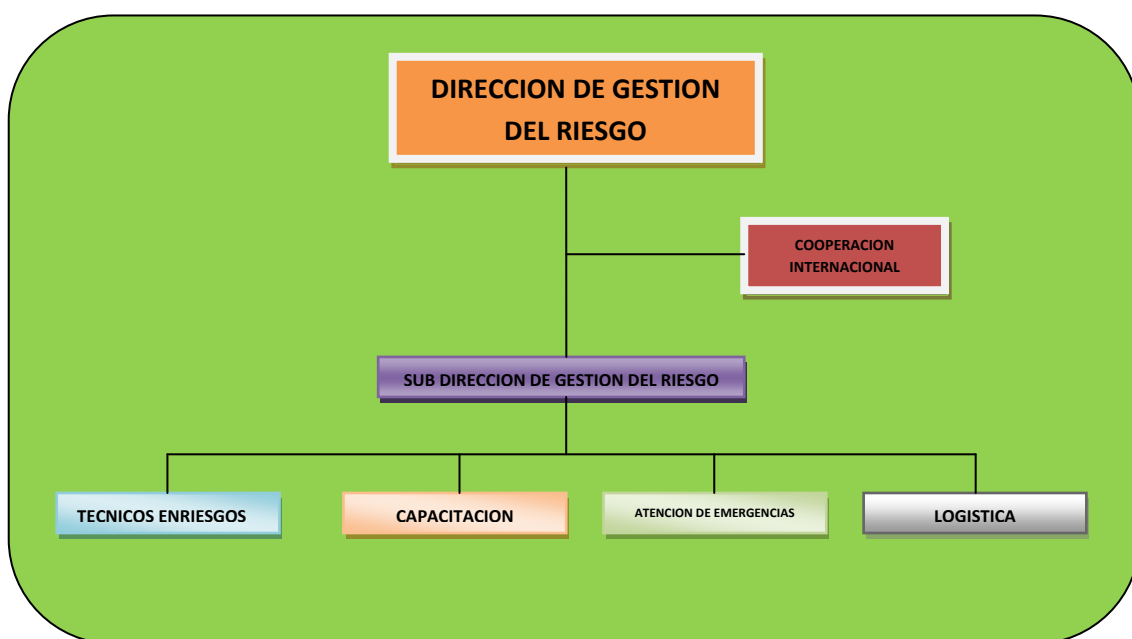 DIRECCION DE GESTION
DEL RIESGO
COOPERACION
INTERNACIONAL
SUB DIRECCION DE GESTION DEL RIESGO
TECNICOS ENRIESGOS
CAPACITACION
ATENCION DE EMERGENCIAS
LOGISTICA